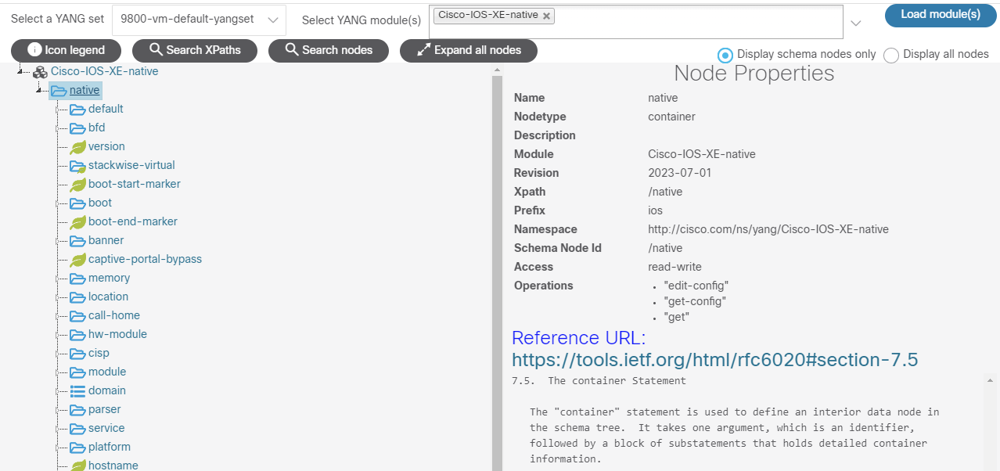 Select a YANG set
9800-vm-default-yangset
Select YANG module(s)
Cisco-IOS-XE-native ×
Load module(s)
Icon legend
Search XPaths
Search nodes
Expand all nodes
Display schema nodes only
Display all nodes
Cisco-IOS-XE-native
native
default
bfd
version
stackwise-virtual
boot-start-marker
boot
boot-end-marker
banner
captive-portal-bypass
memory
location
call-home
hw-module
cisp
module
domain
parser
service
platform
hostname
Node Properties
Name native
Nodetype container
Description
Module Cisco-IOS-XE-native
Revision 2023-07-01
Xpath /native
Prefix ios
Namespace http://cisco.com/ns/yang/Cisco-IOS-XE-native
Schema Node Id /native
Access read-write
Operations • "edit-config"
• "get-config"
• "get"
Reference URL:
https://tools.ietf.org/html/rfc6020#section-7.5
7.5. The container Statement
The "container" statement is used to define an interior data node in
the schema tree. It takes one argument, which is an identifier,
followed by a block of substatements that holds detailed container
information.